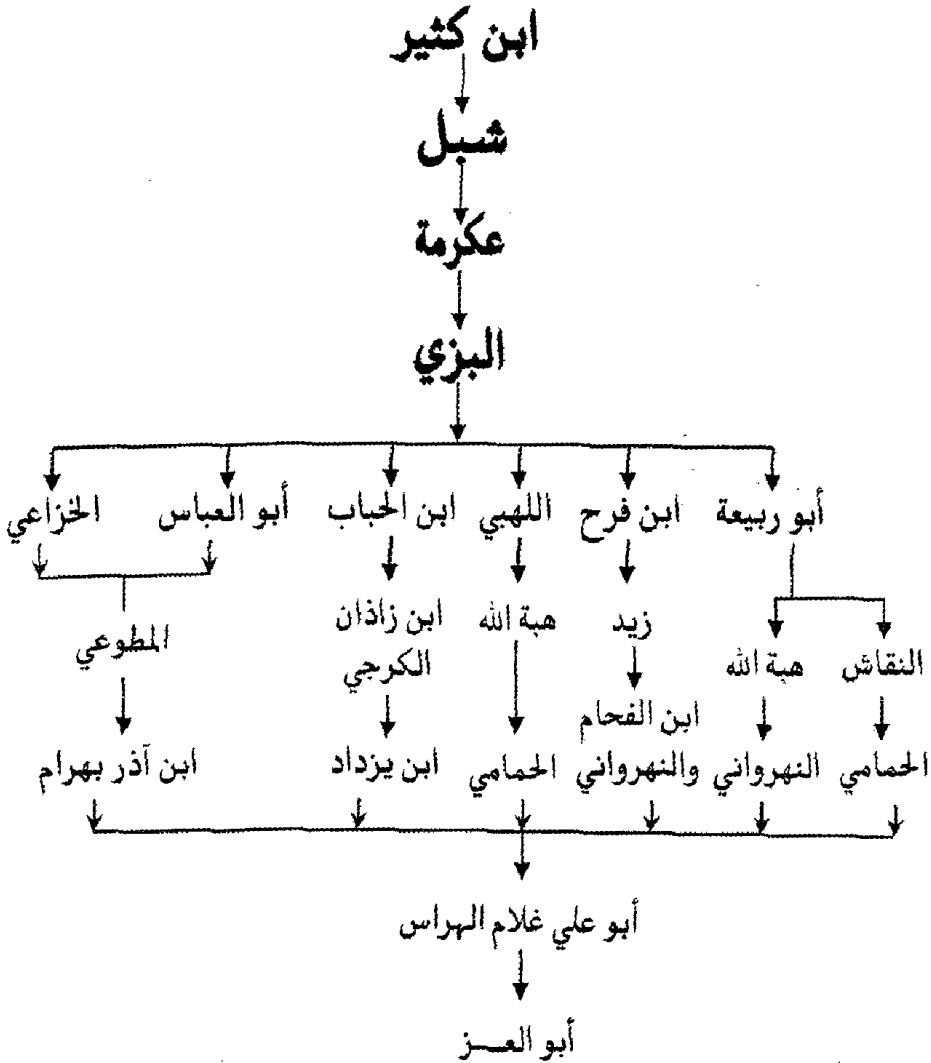 ابن كثير
شبل
عكرمة
البزي
أبو ربيعة
ابن فرح
اللهبي
ابن الحباب
أبو العباس
الخزاعي
النقاش
هبة الله
زيد
هبة الله
ابن زاذان
الكرجي
المطوعي
الحمامي
النهرواني
ابن الفحام
والنهرواني
الحمامي
ابن يزداد
ابن آذر بهرام
أبو علي غلام الهراس
أبو العـــز